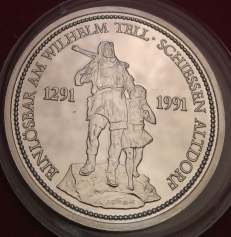 EINLÖSBAR AM WILHELM TELL · SCHIESSEN ALTDORF
1291 1991